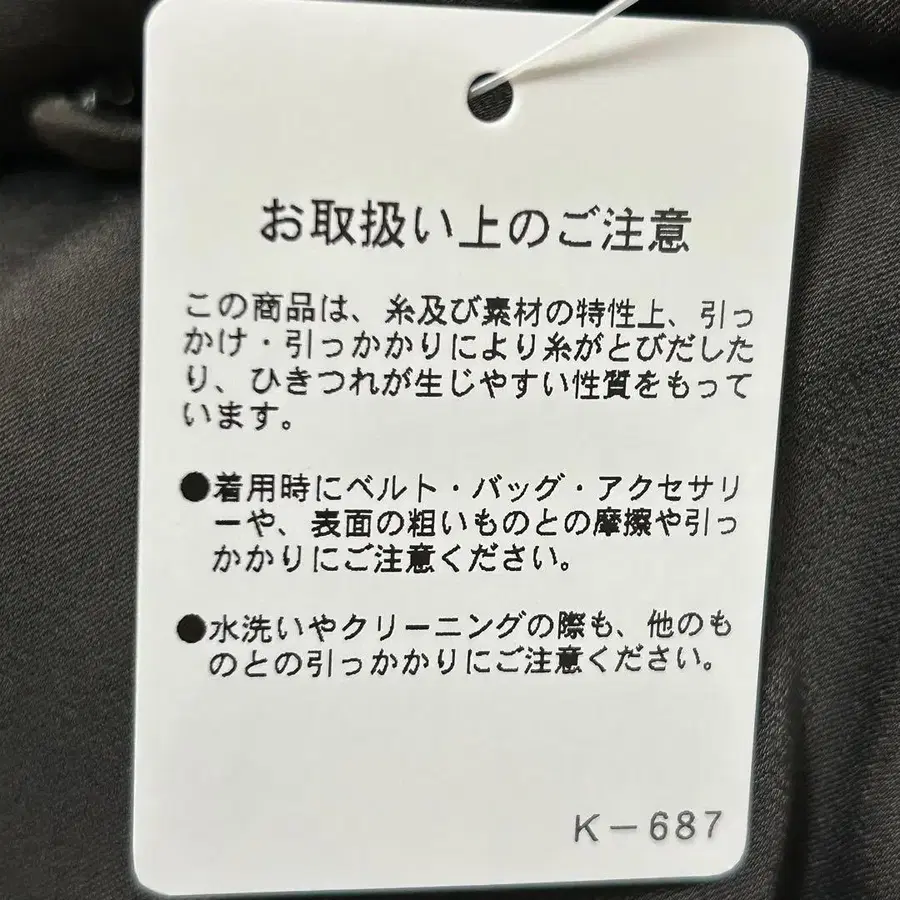 お取扱い上のご注意
この商品は、糸及び素材の特性上、引っ
かけ・引っかかりにより糸がとびだした
り、ひきつれが生じやすい性質をもって
います。
●着用時にベルト・バッグ・アクセサリ
ーや、表面の粗いものとの摩擦や引っ
かかりにご注意ください。
●水洗いやクリーニングの際も、他のも
のとの引っかかりにご注意ください。
K－687